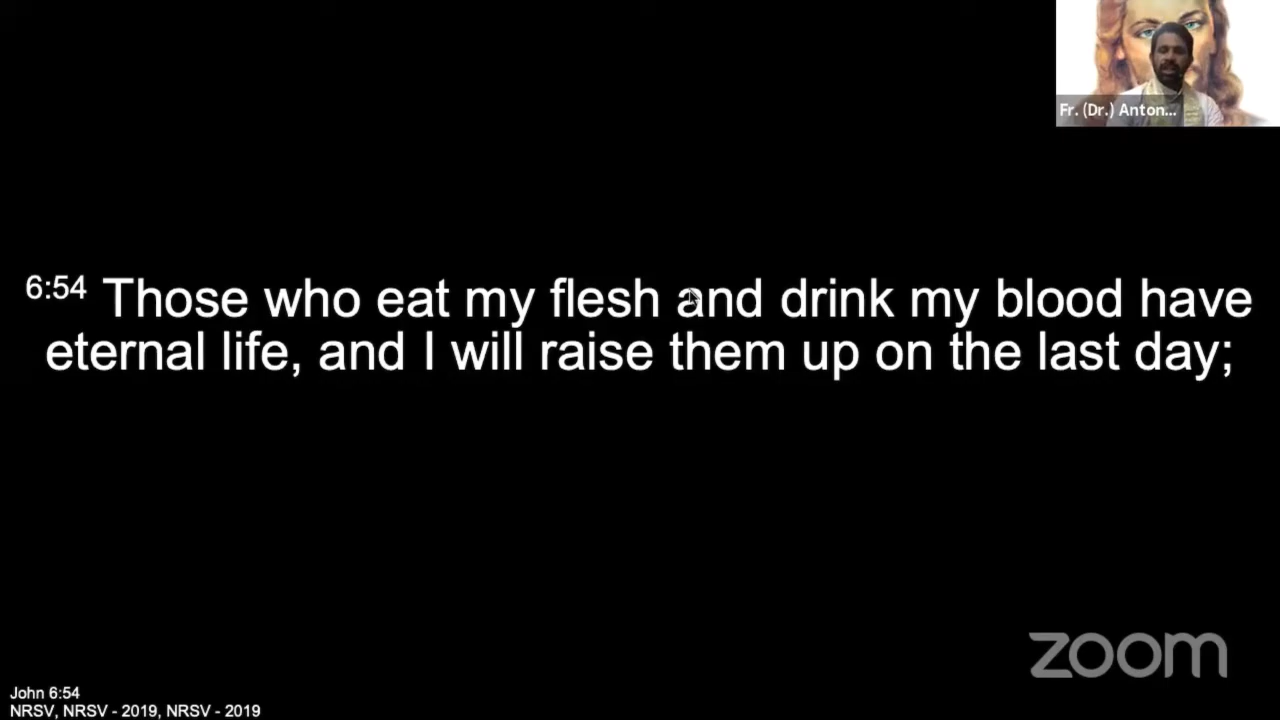 Fr. (Dr.) Anton...
6:54 Those who eat my flesh and drink my blood have
eternal life, and I will raise them up on the last day;
zoom
John 6:54
NRSV, NRSV - 2019, NRSV - 2019